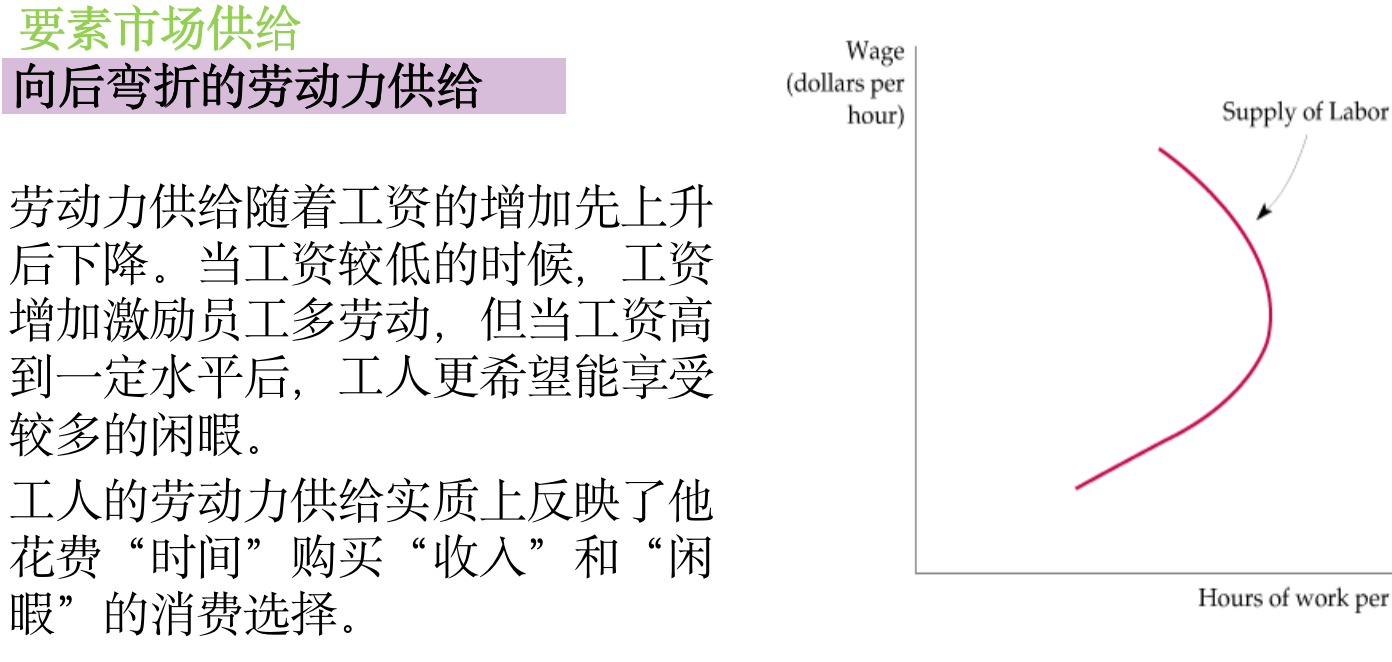 要素市场供给
向后弯折的劳动力供给
劳动力供给随着工资的增加先上升
后下降。当工资较低的时候，工资
增加激励员工多劳动，但当工资高
到一定水平后，工人更希望能享受
较多的闲暇。
工人的劳动力供给实质上反映了他
花费“时间”购买“收入”和“闲
暇”的消费选择。
Wage
(dollars per
hour)
Supply of Labor
Hours of work per